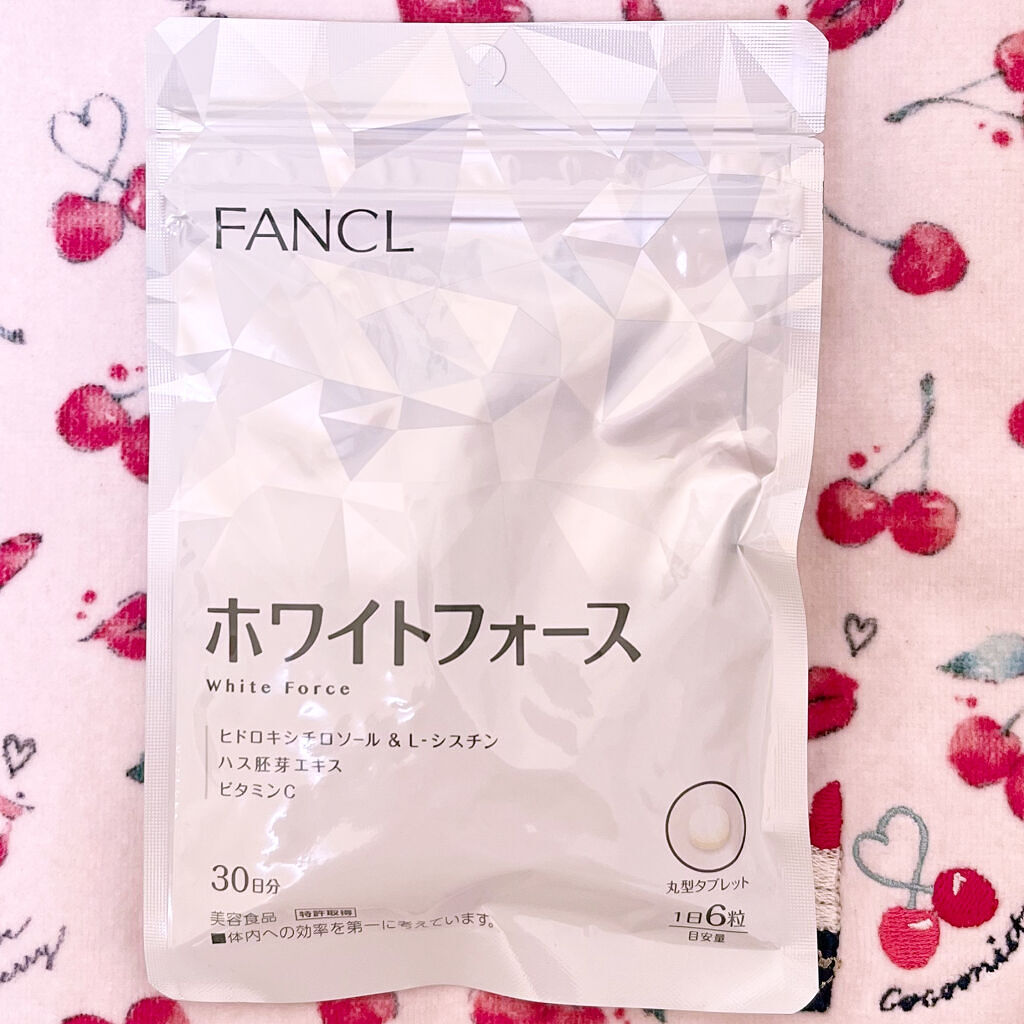 FANCL
ホワイトフォース
White Force
ヒドロキシチロソール & L-シスチン
ハス胚芽エキス
ビタミンC
30日分
美容食品 特許取得
■体内への効率を第一に考えています。
丸型タブレット
1日6粒
目安量
erry
Cocoonist